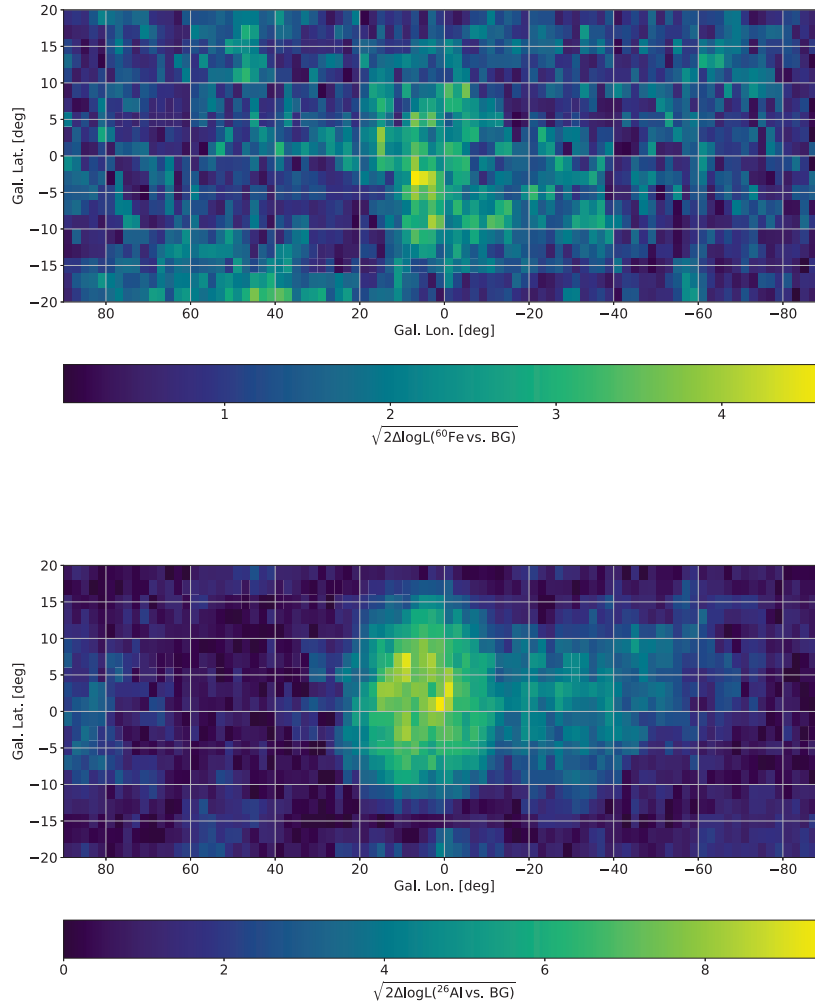 20
15
10
5
0
−5
−10
−15
−20
Gal. Lat. [deg]
80 60 40 20 0 −20 −40 −60 −80
Gal. Lon. [deg]
1 2 3 4
√2ΔlogL(⁶⁰Fe vs. BG)
20
15
10
5
0
−5
−10
−15
−20
Gal. Lat. [deg]
80 60 40 20 0 −20 −40 −60 −80
Gal. Lon. [deg]
0 2 4 6 8
√2ΔlogL(²⁶Al vs. BG)